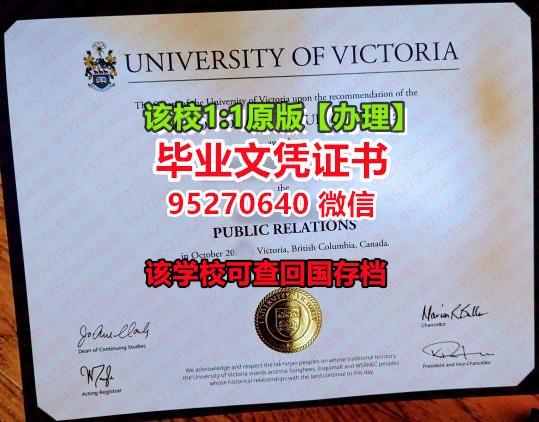 UNIVERSITY OF VICTORIA
The of the University of Victoria upon the recommendation of the
该校1:1原版【办理】
毕业文凭证书
95270640 微信
the
PUBLIC RELATIONS
in October 20 Victoria, British Columbia, Canada.
该学校可查回国存档
Dean of Continuing Studies
Chancellor
Acting Registrar
President and Vice-Chancellor
We acknowledge and respect the lək̓ʷəŋən peoples on whose traditional territory
the University of Victoria stands and the Songhees, Esquimalt and WSÁNEĆ peoples
whose historical relationships with the land continue to this day.